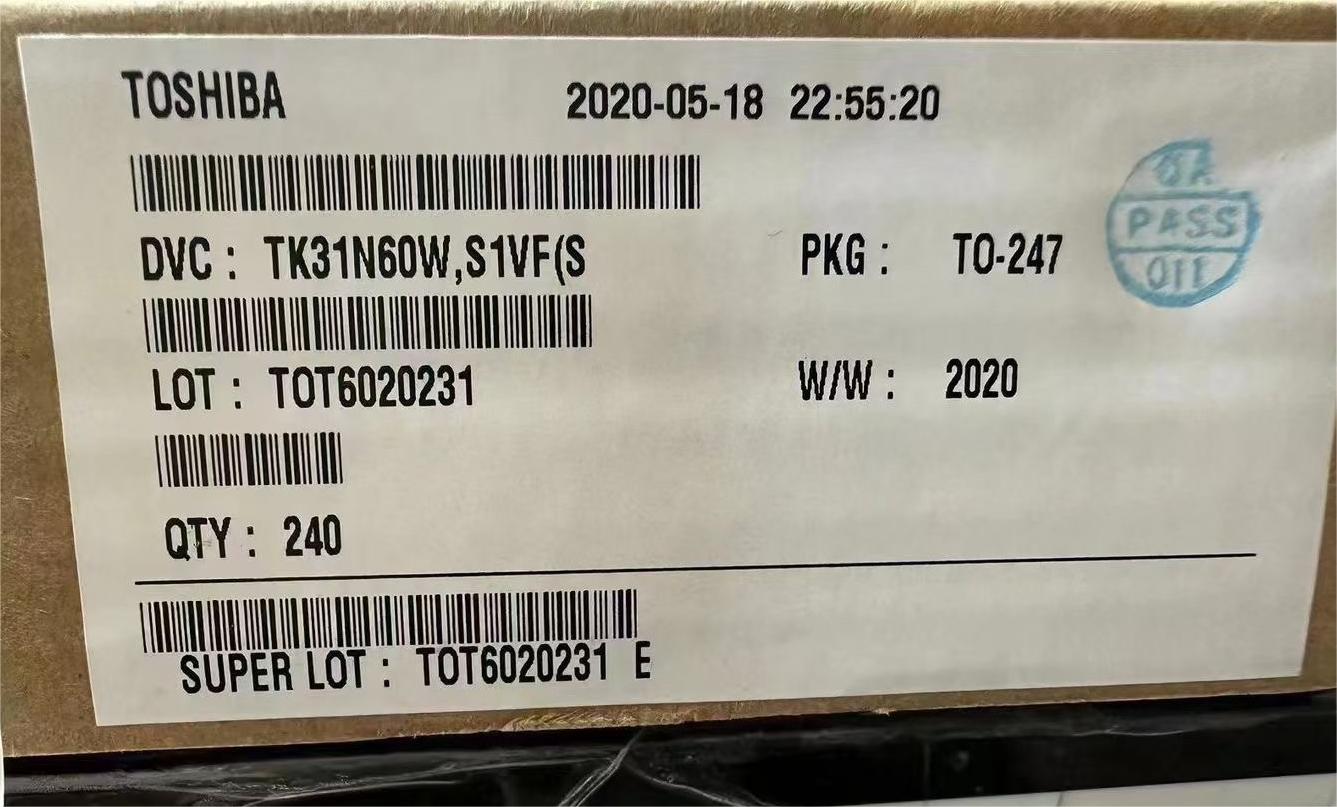 TOSHIBA 2020-05-18 22:55:20
DVC : TK31N60W,S1VF(S PKG : TO-247
PASS
011
LOT : TOT6020231 W/W : 2020
QTY : 240
SUPER LOT : TOT6020231 E